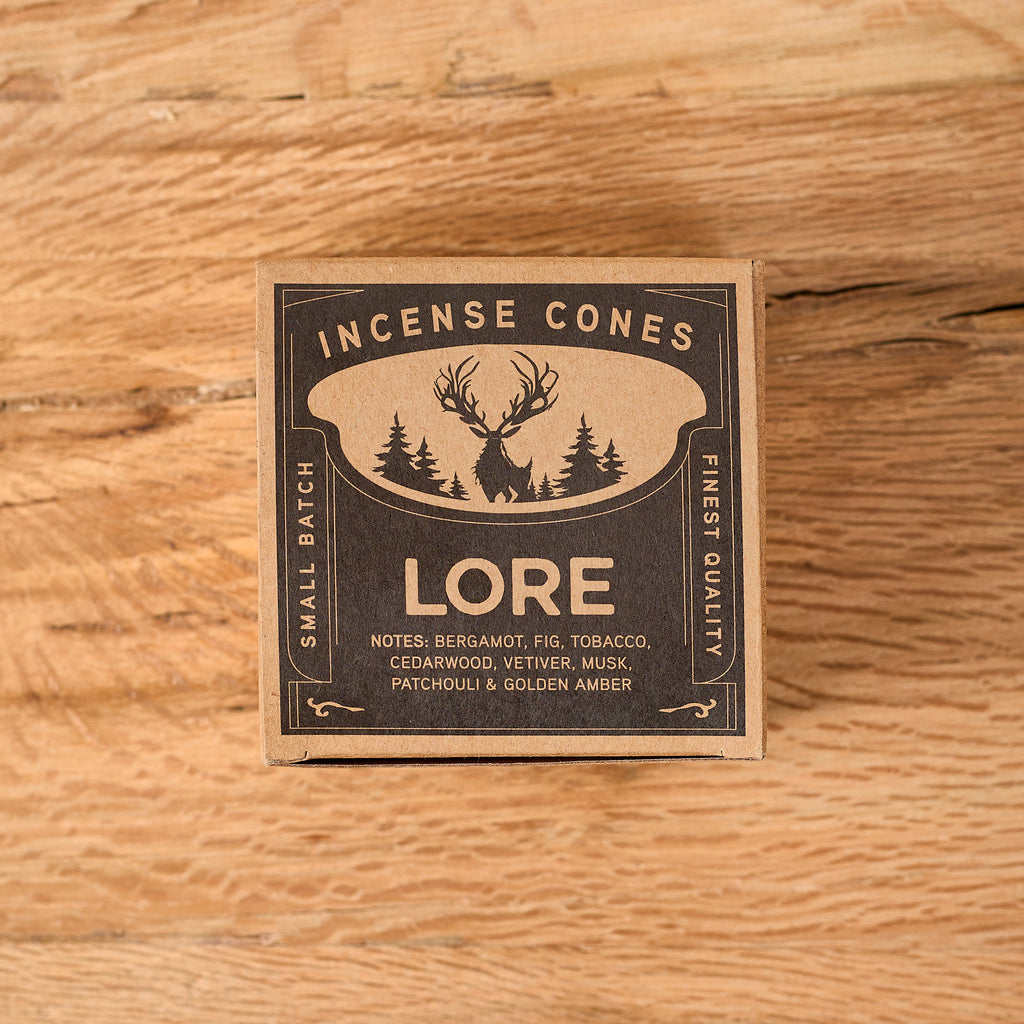 INCENSE CONES
SMALL BATCH
FINEST QUALITY
LORE
NOTES: BERGAMOT, FIG, TOBACCO,
CEDARWOOD, VETIVER, MUSK,
PATCHOULI & GOLDEN AMBER